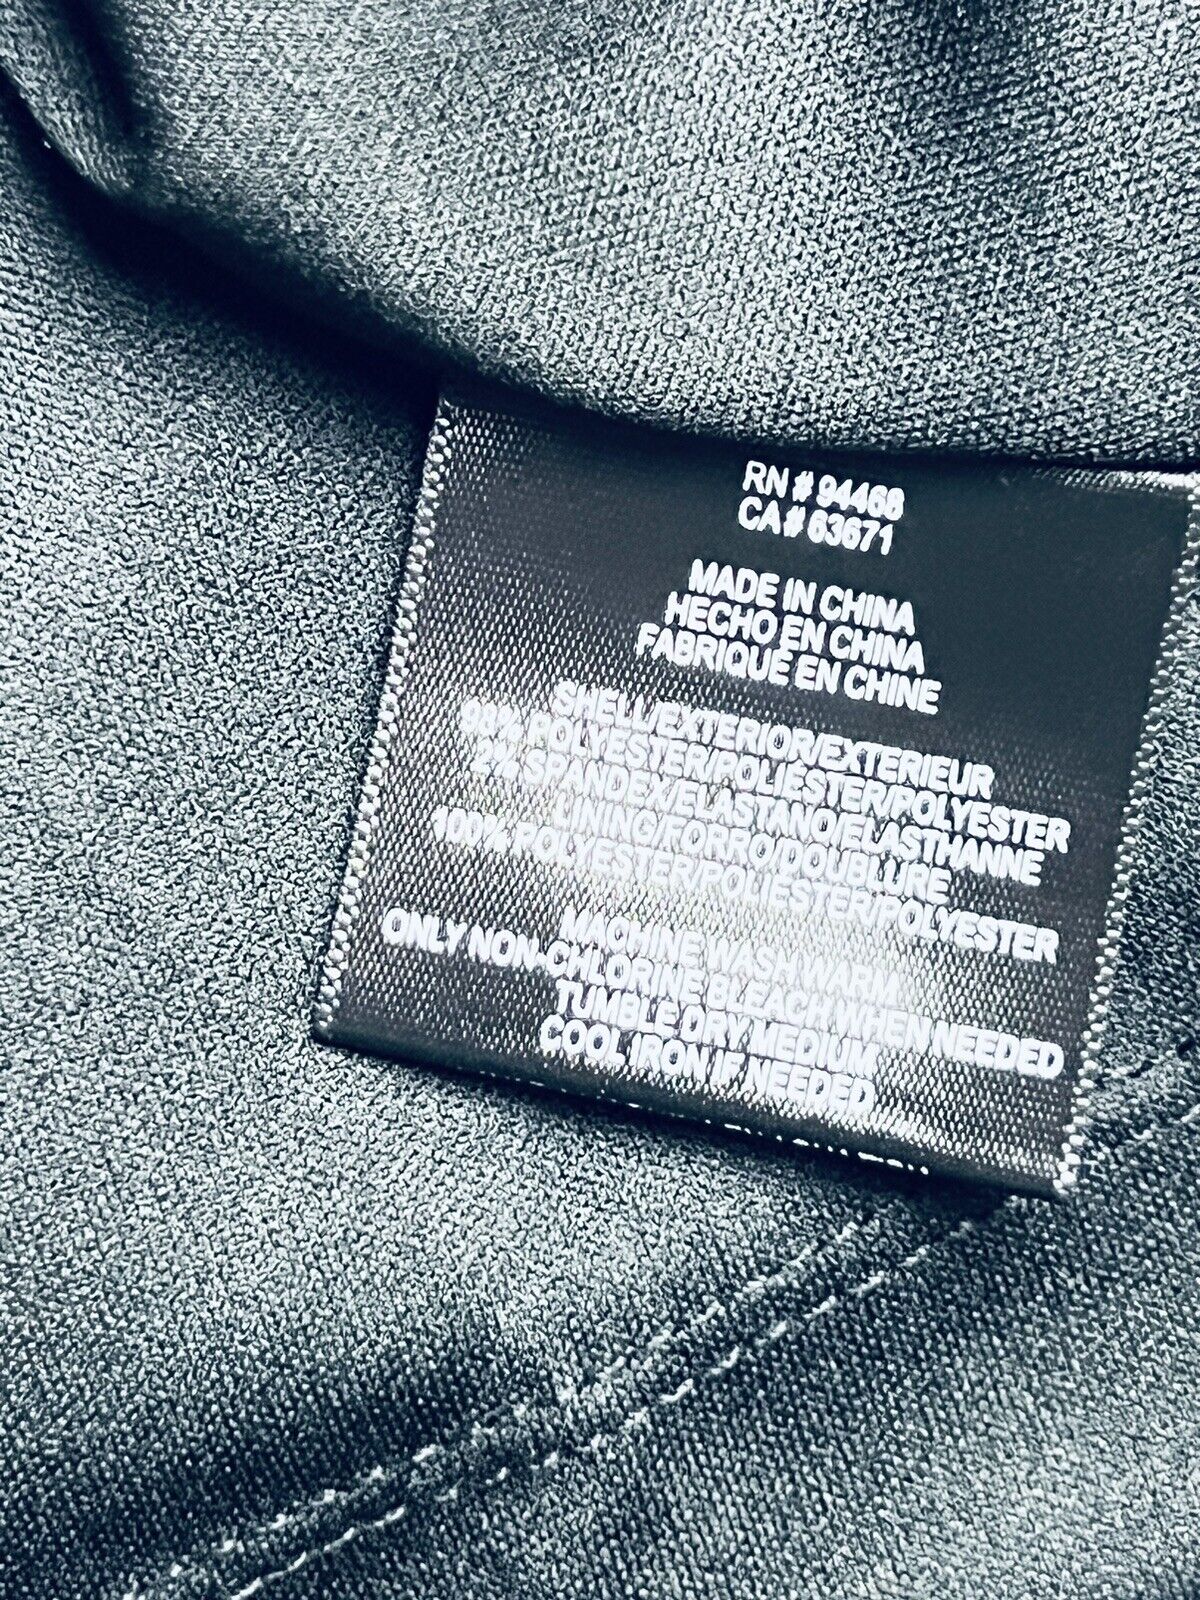 RN # 94468
CA# 63671
MADE IN CHINA
HECHO EN CHINA
FABRIQUE EN CHINE
SHELL/EXTERIOR/EXTERIEUR
98% POLYESTER/POLIESTER/POLYESTER
2% SPANDEX/ELASTANO/ELASTHANNE
LINING/FORRO/DOUBLURE
100% POLYESTER/POLIESTER/POLYESTER
MACHINE WASH WARM
ONLY NON-CHLORINE BLEACH WHEN NEEDED
TUMBLE DRY MEDIUM
COOL IRON IF NEEDED